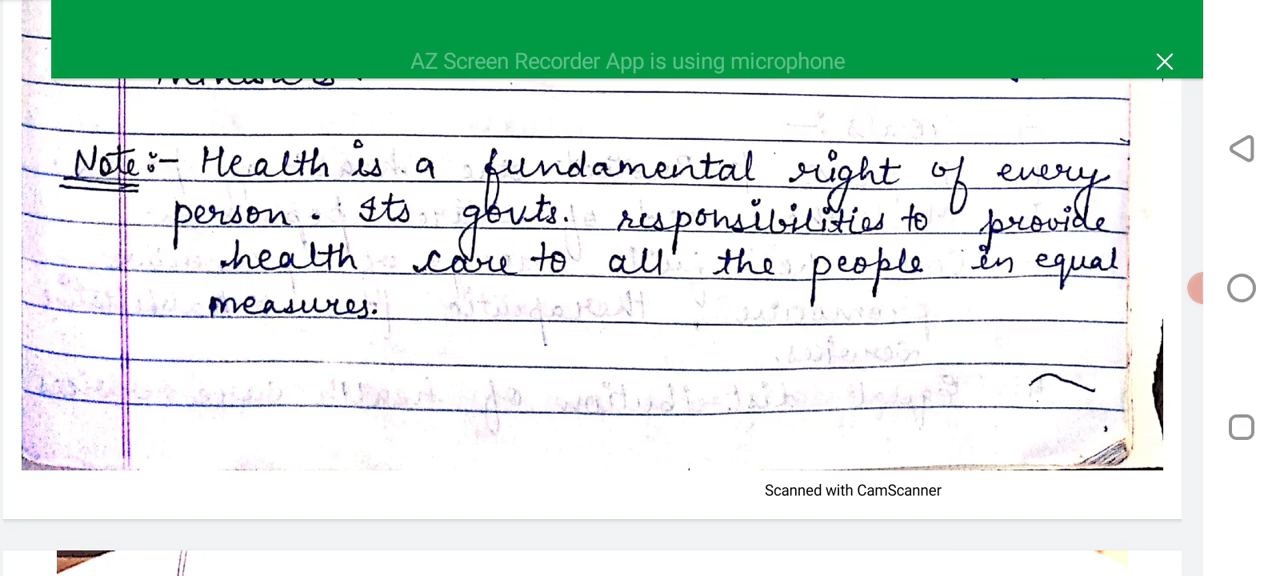 AZ Screen Recorder App is using microphone
Note:- Health is a fundamental right of every
person. Its govts. responsibilities to provide
health care to all the people in equal
measures.
Scanned with CamScanner